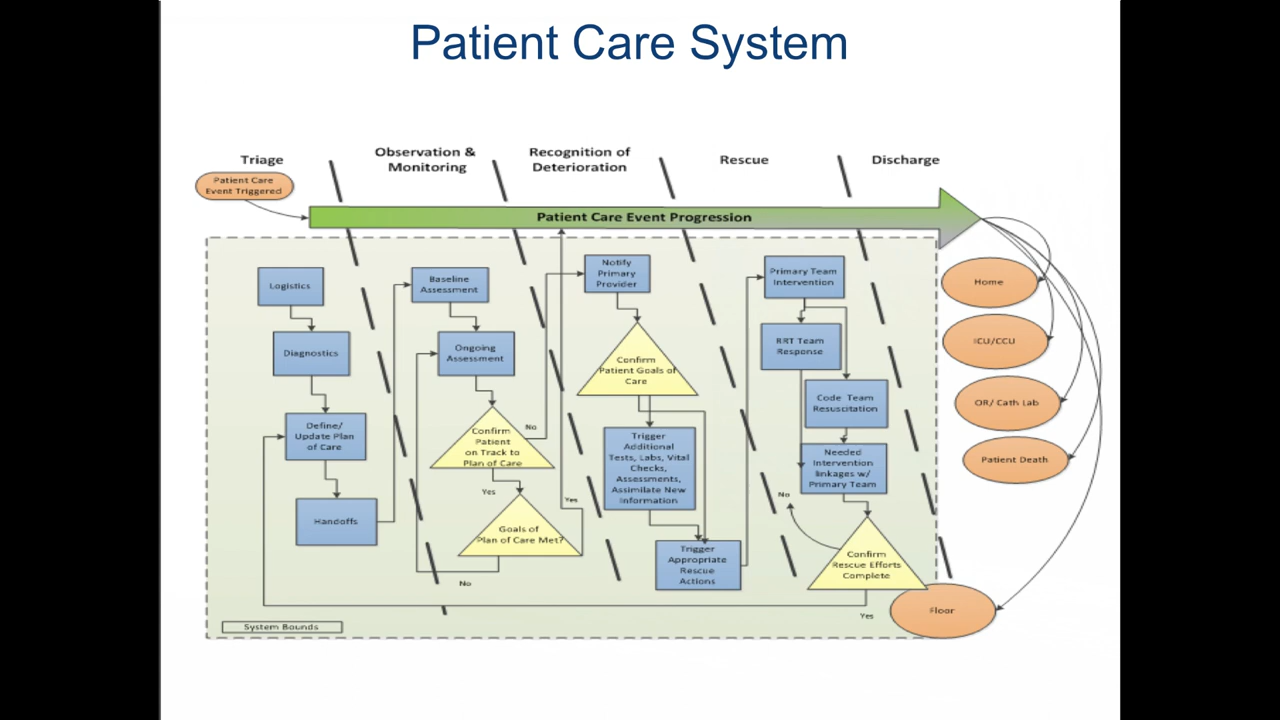 Patient Care System
Triage
Observation &
Monitoring
Recognition of
Deterioration
Rescue
Discharge
Patient Care
Event Triggered
Patient Care Event Progression
Logistics
Diagnostics
Define/
Update Plan
of Care
Handoffs
Baseline
Assessment
Ongoing
Assessment
Confirm
Patient
on Track to
Plan of Care
No
Yes
Goals of
Plan of Care Met?
Yes
No
Notify
Primary
Provider
Confirm
Patient Goals of
Care
Trigger
Additional
Tests, Labs, Vital
Checks,
Assessments,
Assimilate New
Information
Trigger
Appropriate
Rescue
Actions
Primary Team
Intervention
RRT Team
Response
Code Team
Resuscitation
Needed
Intervention
linkages w/
Primary Team
No
Confirm
Rescue Efforts
Complete
Yes
Home
ICU/CCU
OR/ Cath Lab
Patient Death
Floor
System Bounds